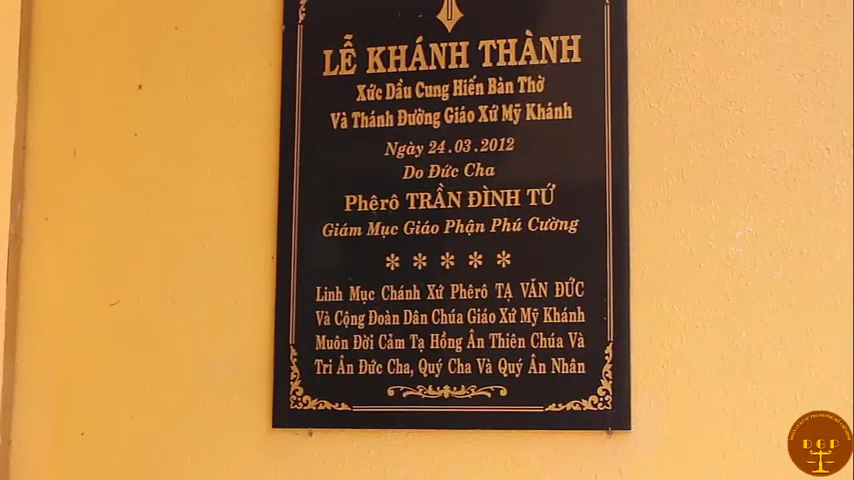 LỄ KHÁNH THÀNH
Xức Dầu Cung Hiến Bàn Thờ
Và Thánh Đường Giáo Xứ Mỹ Khánh
Ngày 24.03.2012
Do Đức Cha
Phêrô TRẦN ĐÌNH TỨ
Giám Mục Giáo Phận Phú Cường
Linh Mục Chánh Xứ Phêrô TẠ VĂN ĐỨC
Và Cộng Đoàn Dân Chúa Giáo Xứ Mỹ Khánh
Muôn Đời Cảm Tạ Hồng Ân Thiên Chúa Và
Tri Ân Đức Cha, Quý Cha Và Quý Ân Nhân
DGP